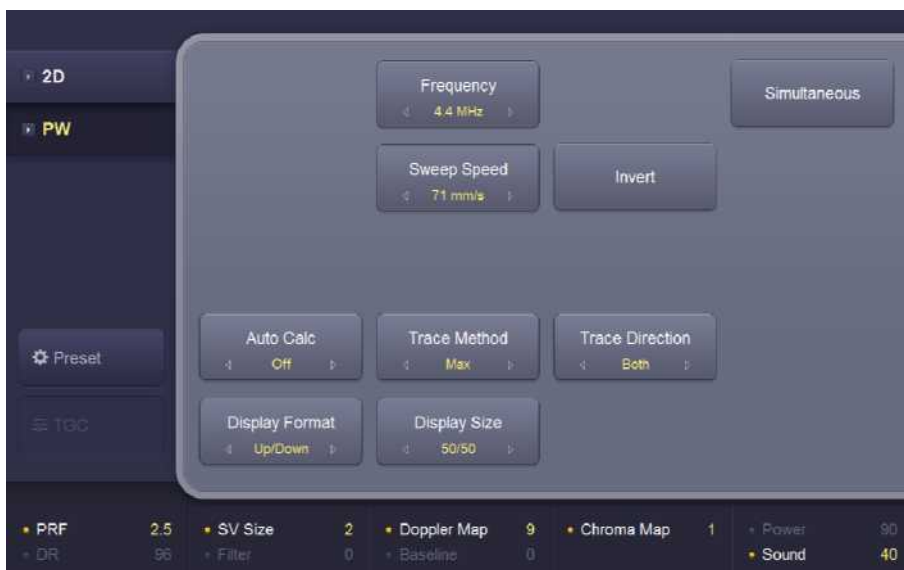 2D
PW
Frequency
4.4 MHz
Simultaneous
Sweep Speed
71 mm/s
Invert
Auto Calc
Off
Trace Method
Max
Trace Direction
Both
Preset
TGC
Display Format
Up/Down
Display Size
50/50
PRF 2.5
SV Size 2
Doppler Map 9
Chroma Map 1
Power 90
DR 96
Filter 0
Baseline 0
Sound 40